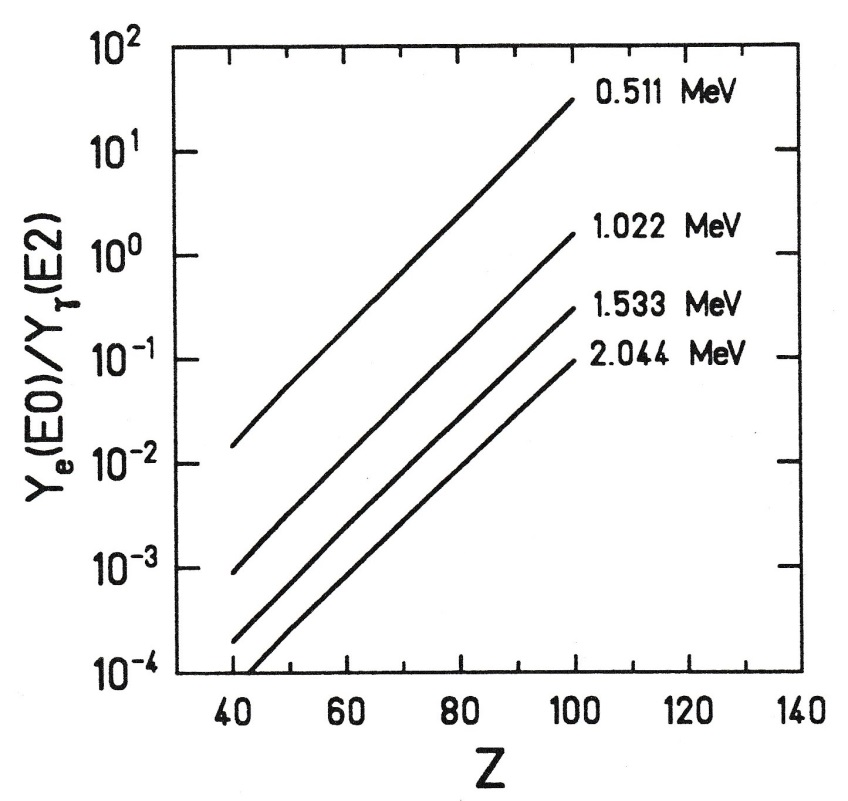 10²
0.511 MeV
10¹
1.022 MeV
10⁰
1.533 MeV
10⁻¹
2.044 MeV
10⁻²
10⁻³
10⁻⁴
Yₑ(E0)/Yᵧ(E2)
40 60 80 100 120 140
Z